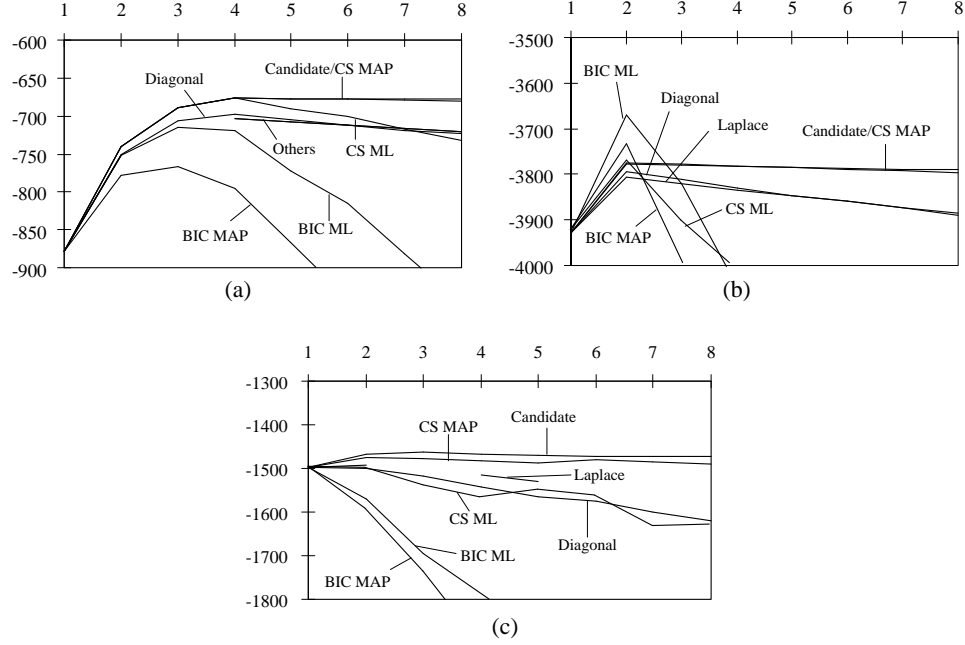 1 2 3 4 5 6 7 8
-600
-650
-700
-750
-800
-850
-900
Candidate/CS MAP
Diagonal
Others
CS ML
BIC MAP
BIC ML
(a)
1 2 3 4 5 6 7 8
-3500
-3600
-3700
-3800
-3900
-4000
BIC ML
Diagonal
Laplace
Candidate/CS MAP
CS ML
BIC MAP
(b)
1 2 3 4 5 6 7 8
-1300
-1400
-1500
-1600
-1700
-1800
CS MAP
Candidate
Laplace
CS ML
Diagonal
BIC ML
BIC MAP
(c)